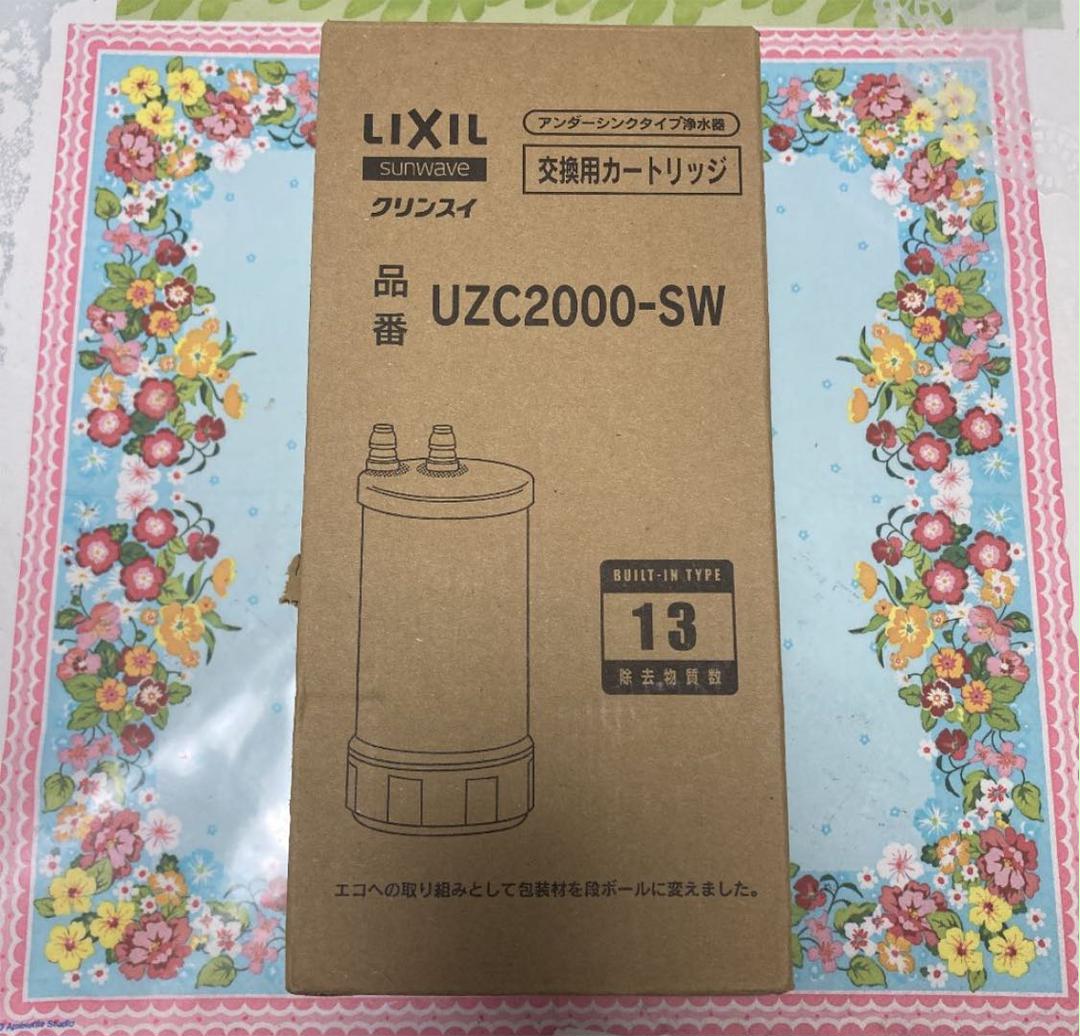 LIXIL
sunwave
クリンスイ
アンダーシンクタイプ浄水器
交換用カートリッジ
品番 UZC2000-SW
BUILT-IN TYPE
13
除去物質数
エコへの取り組みとして包装材を段ボールに変えました。